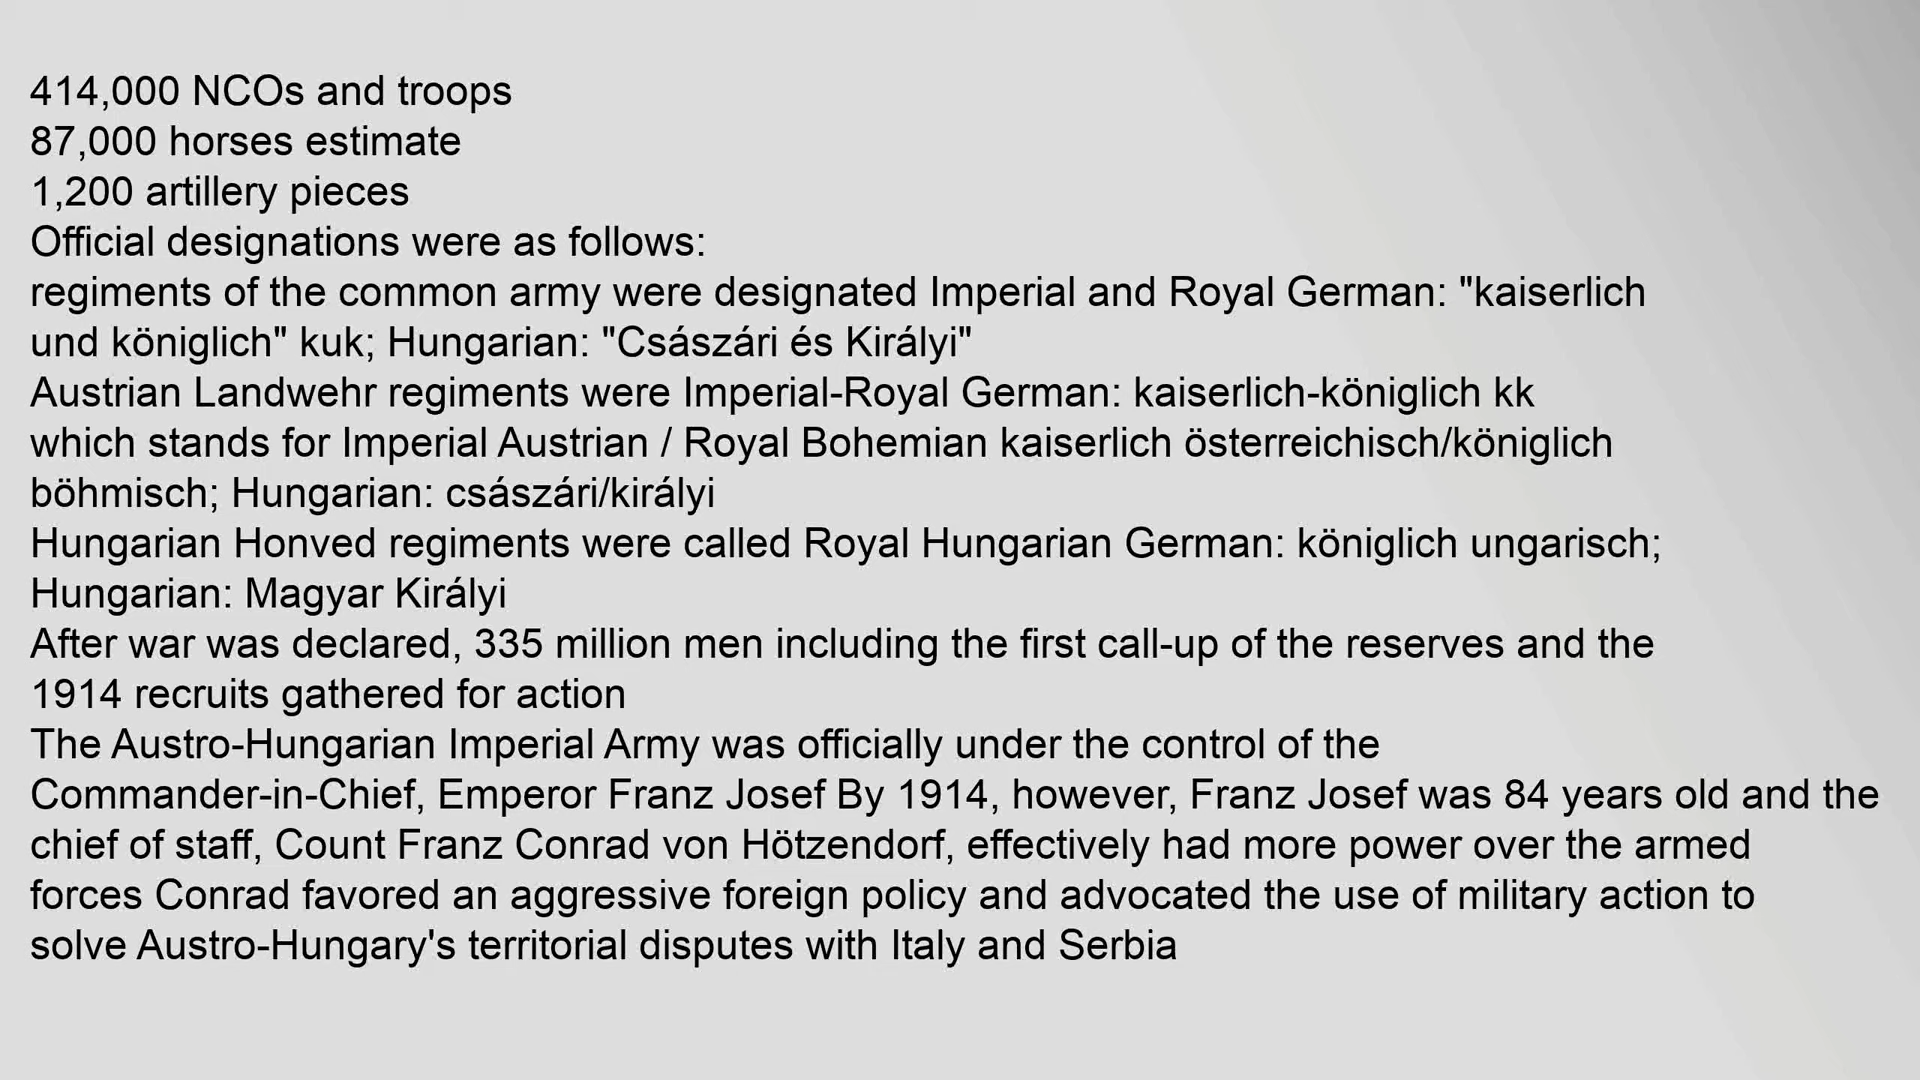 414,000 NCOs and troops
87,000 horses estimate
1,200 artillery pieces
Official designations were as follows:
regiments of the common army were designated Imperial and Royal German: "kaiserlich
und königlich" kuk; Hungarian: "Császári és Királyi"
Austrian Landwehr regiments were Imperial-Royal German: kaiserlich-königlich kk
which stands for Imperial Austrian / Royal Bohemian kaiserlich österreichisch/königlich
böhmisch; Hungarian: császári/királyi
Hungarian Honved regiments were called Royal Hungarian German: königlich ungarisch;
Hungarian: Magyar Királyi
After war was declared, 335 million men including the first call-up of the reserves and the
1914 recruits gathered for action
The Austro-Hungarian Imperial Army was officially under the control of the
Commander-in-Chief, Emperor Franz Josef By 1914, however, Franz Josef was 84 years old and the
chief of staff, Count Franz Conrad von Hötzendorf, effectively had more power over the armed
forces Conrad favored an aggressive foreign policy and advocated the use of military action to
solve Austro-Hungary's territorial disputes with Italy and Serbia